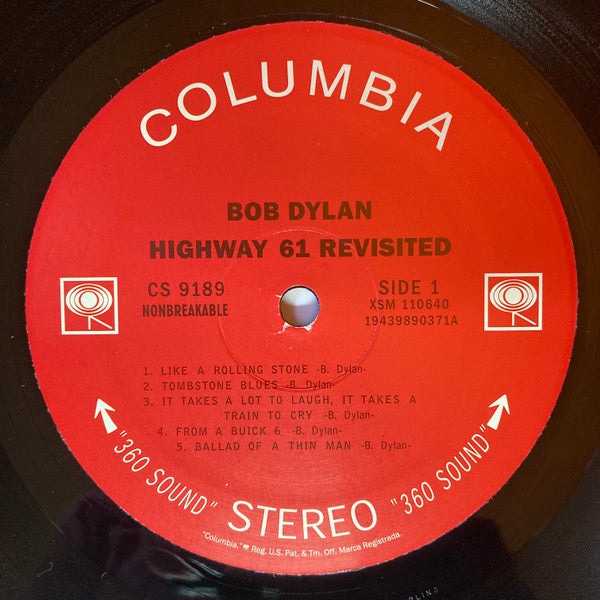 COLUMBIA
BOB DYLAN
HIGHWAY 61 REVISITED
CS 9189
NONBREAKABLE
SIDE 1
XSM 110640
19439890371A
1. LIKE A ROLLING STONE -B. Dylan-
2. TOMBSTONE BLUES -B. Dylan-
3. IT TAKES A LOT TO LAUGH, IT TAKES A
TRAIN TO CRY -B. Dylan-
4. FROM A BUICK 6 -B. Dylan-
5. BALLAD OF A THIN MAN -B. Dylan-
"360 SOUND" STEREO "360 SOUND"
"Columbia," Reg. U.S. Pat. & Tm. Off. Marca Registrada.